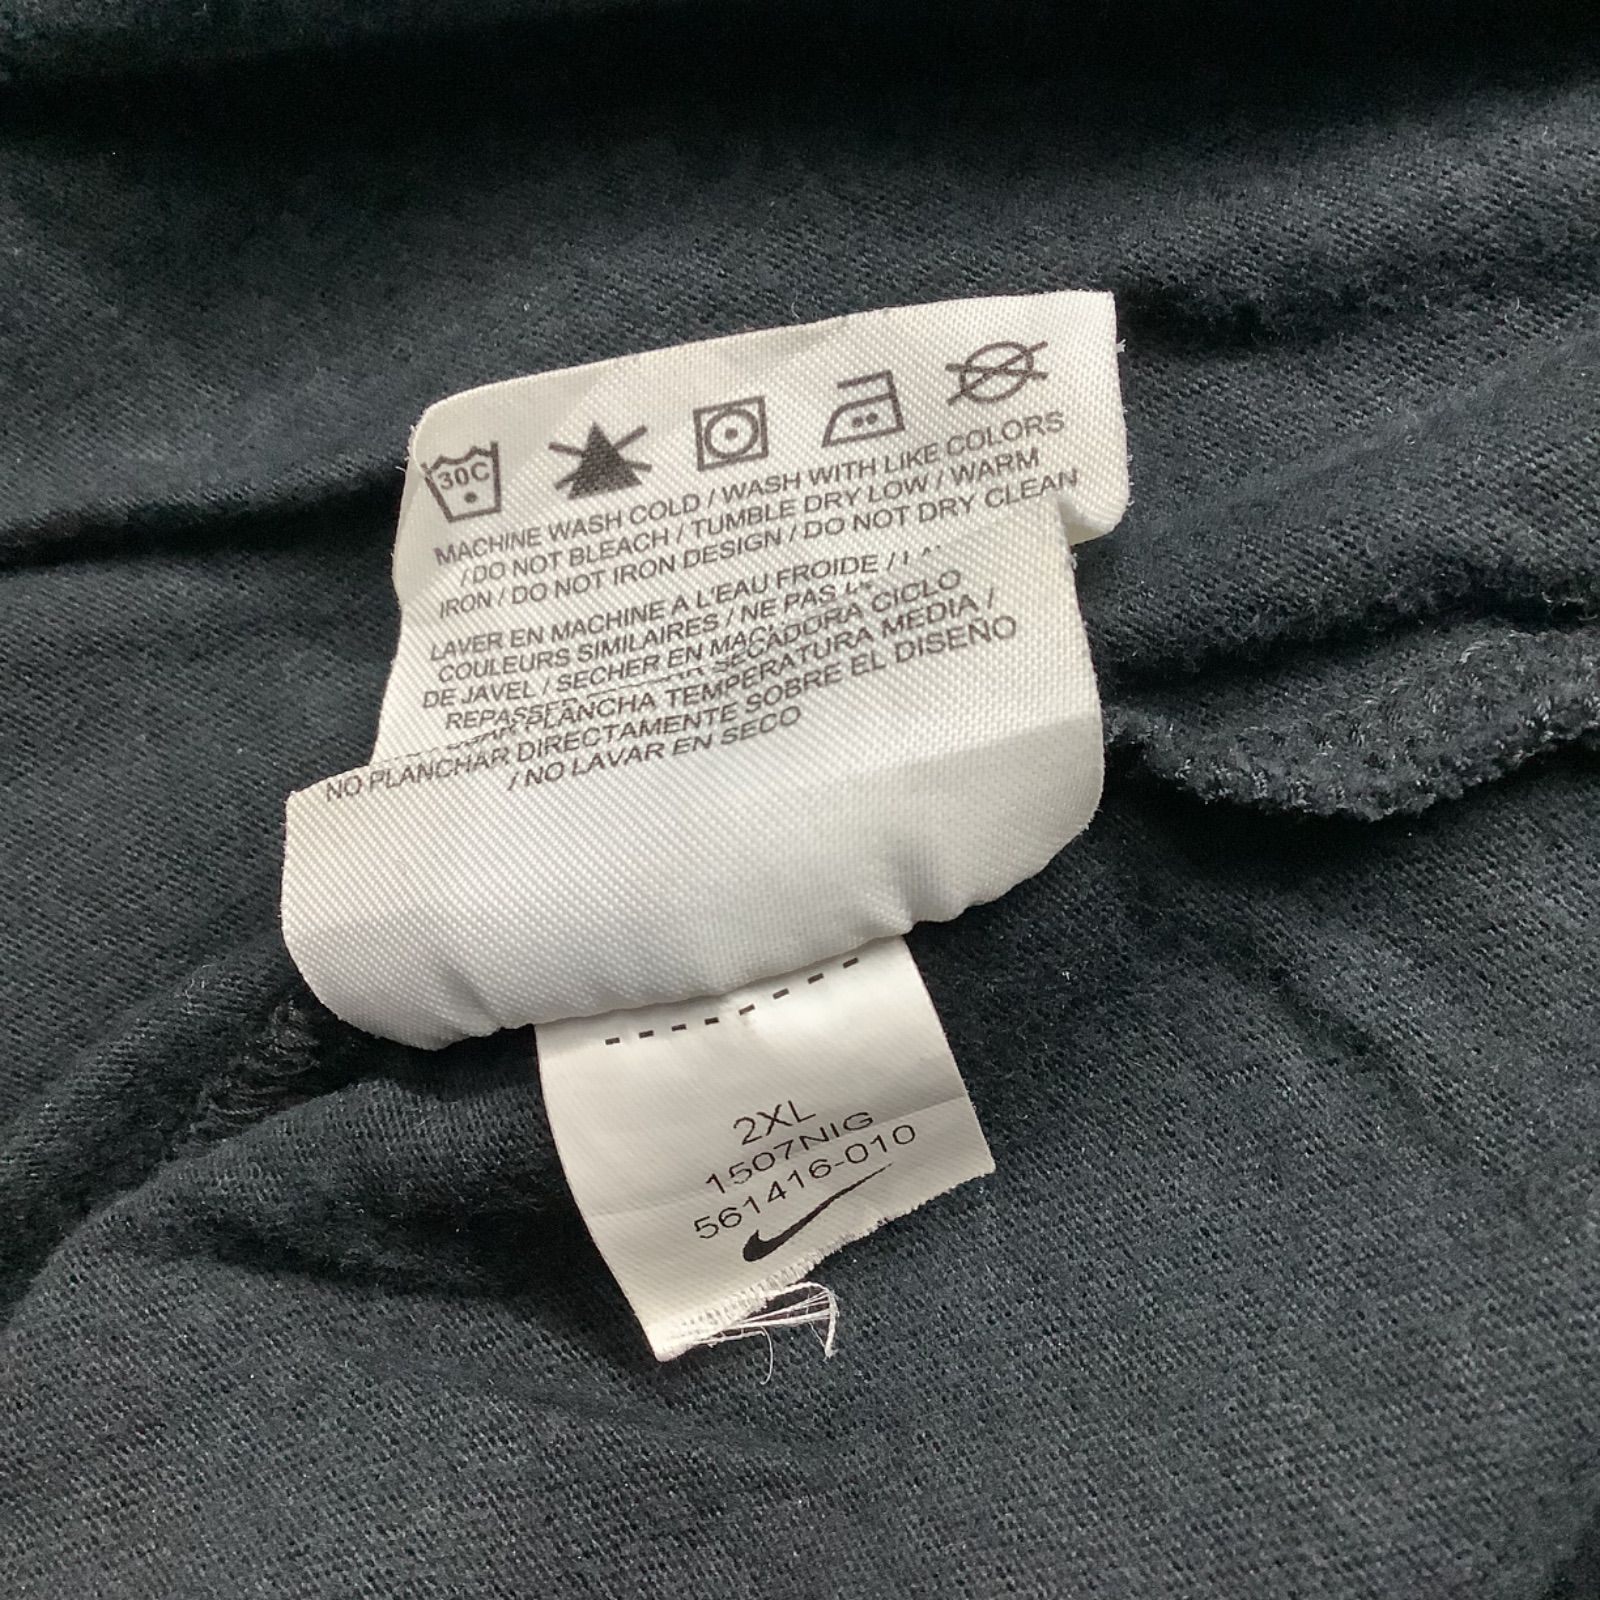 30C
MACHINE WASH COLD / WASH WITH LIKE COLORS
/ DO NOT BLEACH / TUMBLE DRY LOW / WARM
IRON / DO NOT IRON DESIGN / DO NOT DRY CLEAN
LAVER EN MACHINE A L'EAU FROIDE /
COULEURS SIMILAIRES / NE PAS
DE JAVEL / SECHER EN MAC
REPASSE
SECADORA CICLO
PLANCHA TEMPERATURA MEDIA /
NO PLANCHAR DIRECTAMENTE SOBRE EL DISEÑO
/ NO LAVAR EN SECO
2XL
1507NIG
561416-010